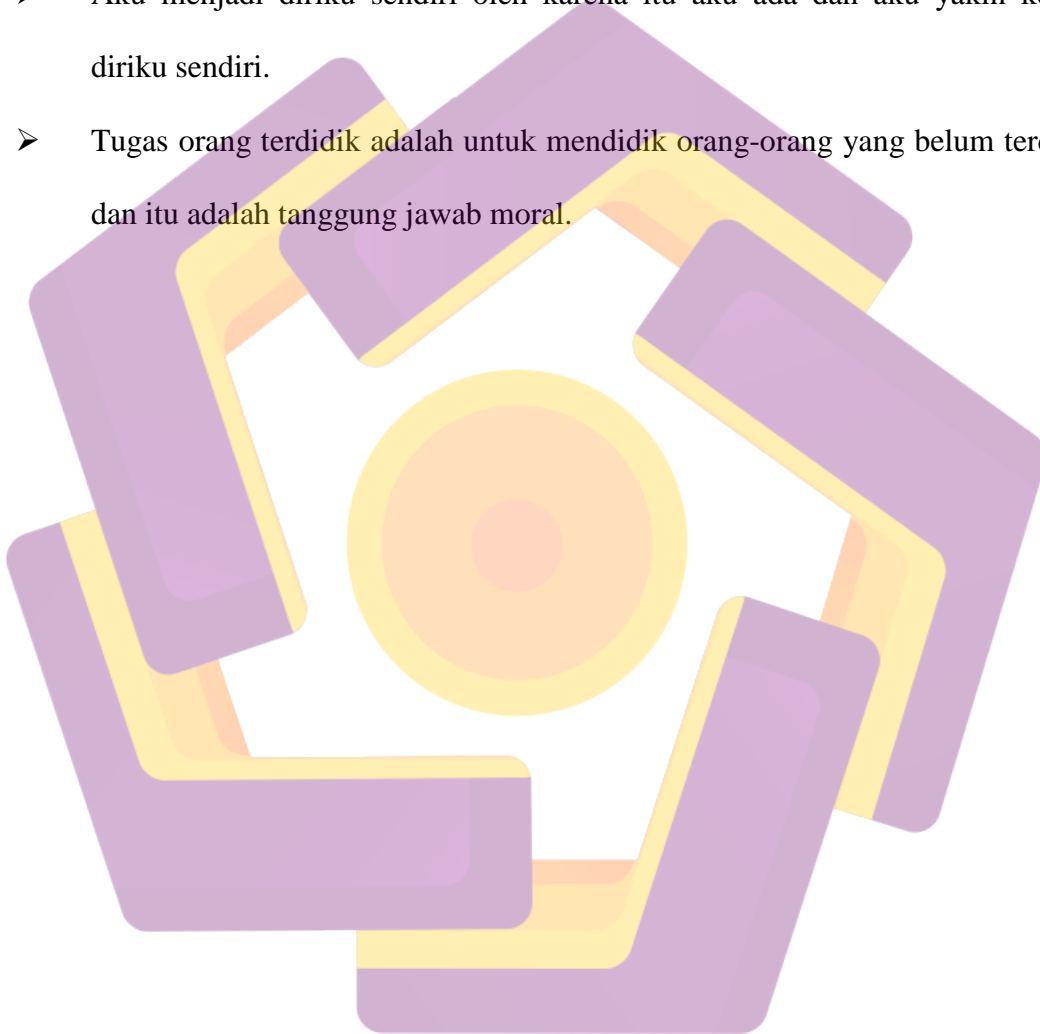 ➢ Aku menjadi diriku sendiri oleh karena itu aku ada dan aku yakin
diriku sendiri.
➢ Tugas orang terdidik adalah untuk mendidik orang-orang yang belum
dan itu adalah tanggung jawab moral.